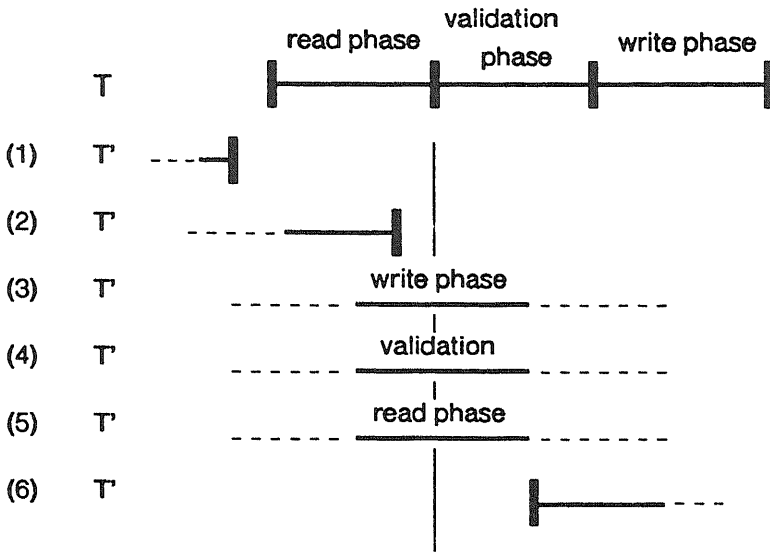 read phase validation phase write phase
T
(1) T'
(2) T'
(3) T' write phase
(4) T' validation
(5) T' read phase
(6) T'